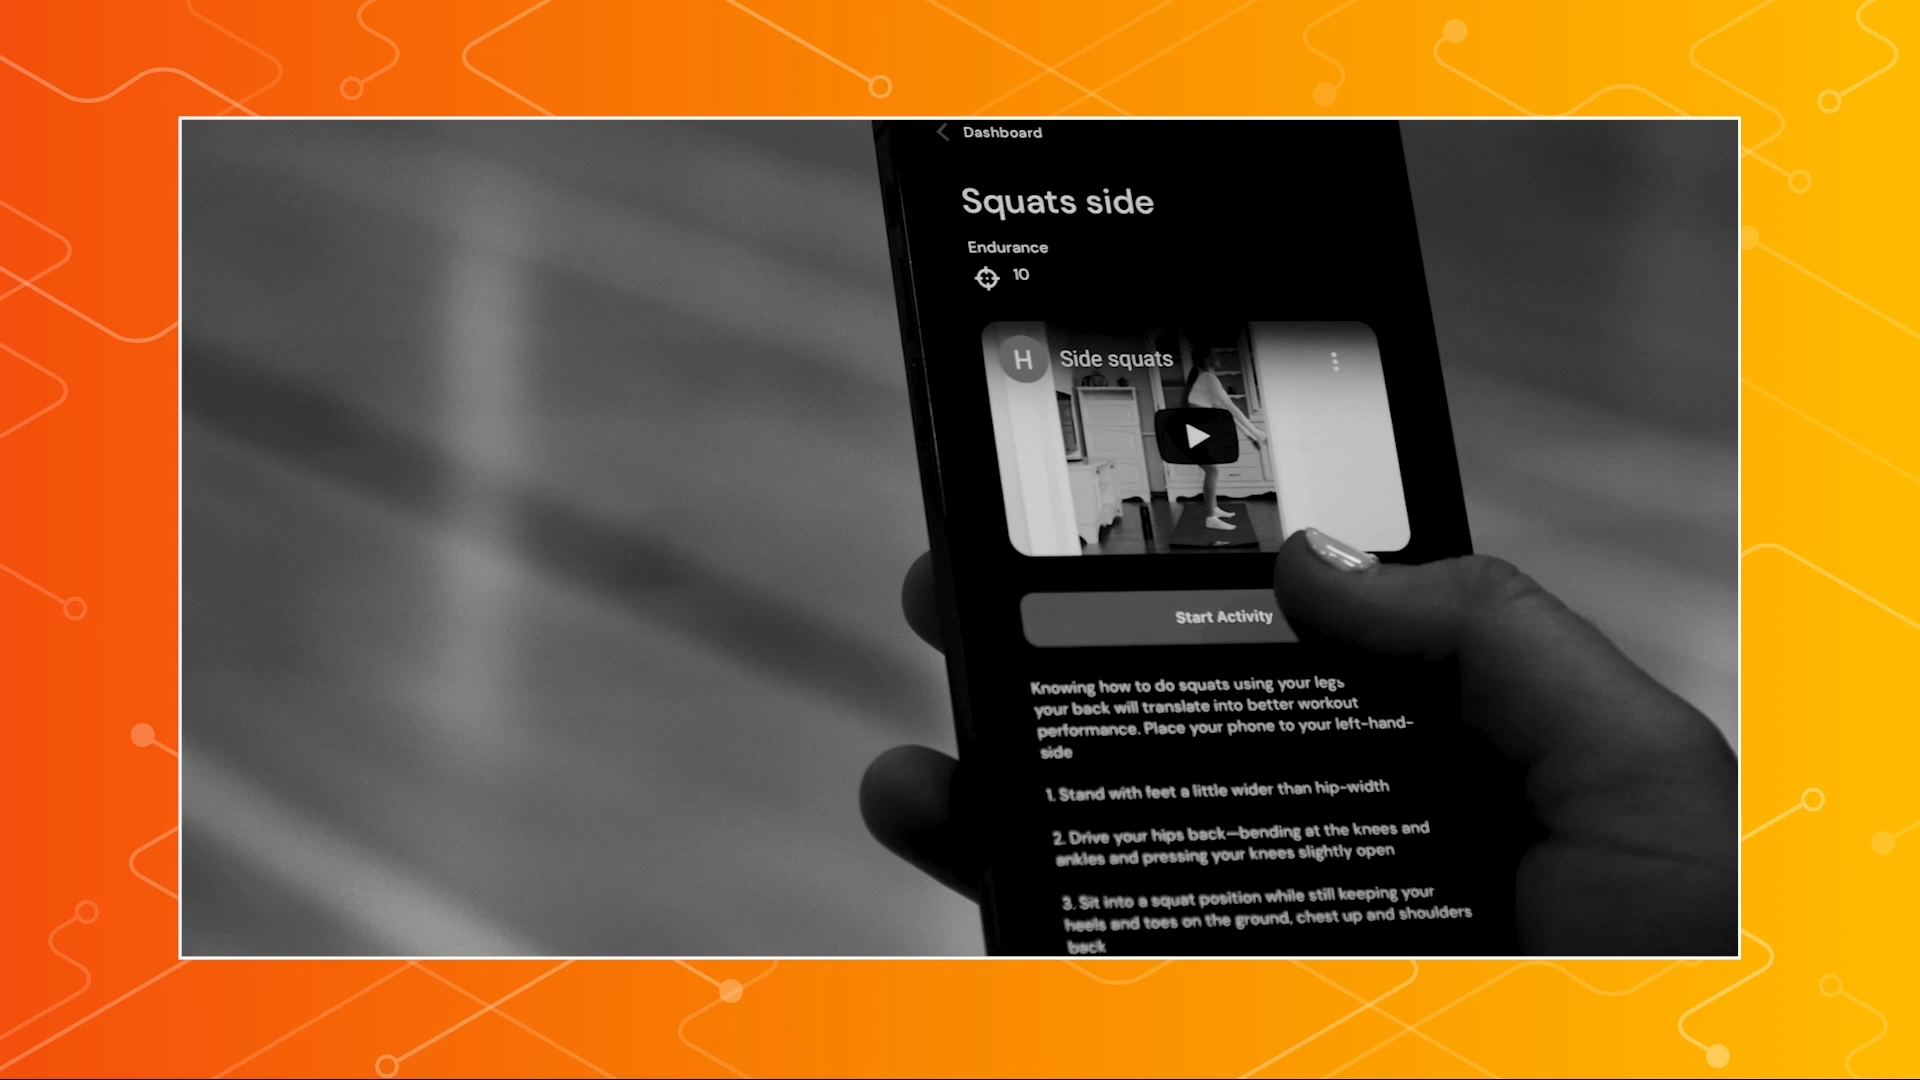 Dashboard
Squats side
Endurance
10
H
Side squats
Start Activity
Knowing how to do squats using your legs
your back will translate into better workout
performance. Place your phone to your left-hand-
side
1. Stand with feet a little wider than hip-width
2. Drive your hips back—bending at the knees and
ankles and pressing your knees slightly open
3. Sit into a squat position while still keeping your
heels and toes on the ground, chest up and shoulders
back